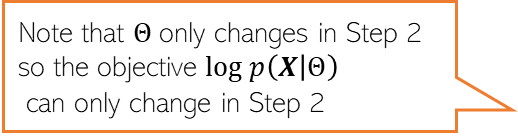 Note that Θ only changes in Step 2
so the objective log p(X|Θ)
can only change in Step 2